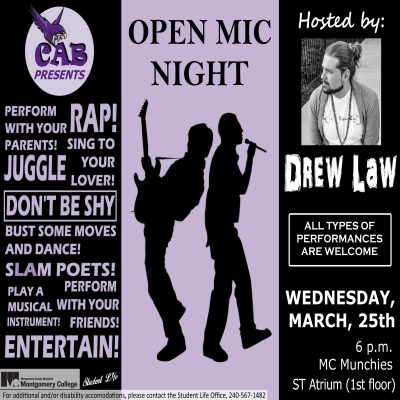 CAB
PRESENTS
PERFORM
WITH YOUR
PARENTS!
RAP!
SING TO
YOUR
LOVER!
JUGGLE
DON'T BE SHY
BUST SOME MOVES
AND DANCE!
SLAM POETS!
PLAY A
MUSICAL
INSTRUMENT!
PERFORM
WITH YOUR
FRIENDS!
ENTERTAIN!
Montgomery College
Student Life
OPEN MIC
NIGHT
Hosted by:
DREW LAW
ALL TYPES OF
PERFORMANCES
ARE WELCOME
WEDNESDAY,
MARCH, 25th
6 p.m.
MC Munchies
ST Atrium (1st floor)
For additional and/or disability accomodations, please contact the Student Life Office, 240-567-1482